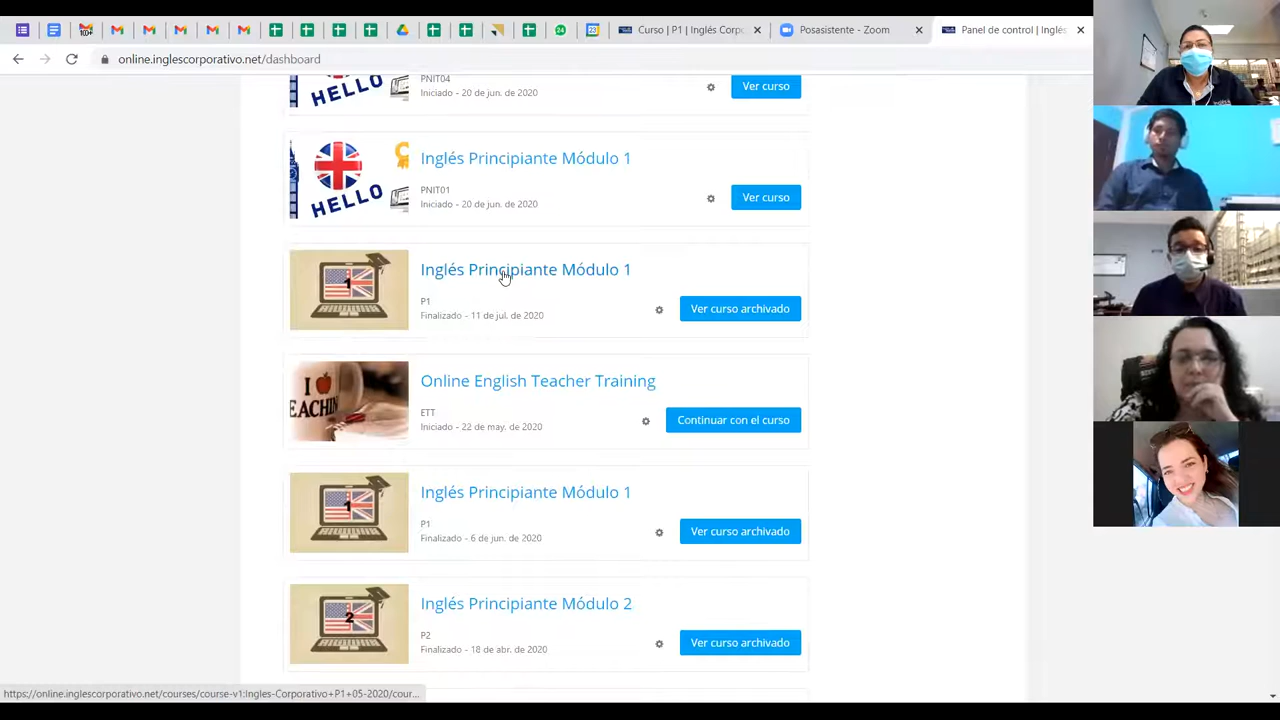 Curso | P1 | Inglés Corp
Posasistente - Zoom
Panel de control | Inglés
online.inglescorporativo.net/dashboard
HELLO
PNIT04
Iniciado - 20 de jun. de 2020
Ver curso
HELLO
Inglés Principiante Módulo 1
PNIT01
Iniciado - 20 de jun. de 2020
Ver curso
1
Inglés Principiante Módulo 1
P1
Finalizado - 11 de jul. de 2020
Ver curso archivado
I
EACHIN
Online English Teacher Training
ETT
Iniciado - 22 de may. de 2020
Continuar con el curso
1
Inglés Principiante Módulo 1
P1
Finalizado - 6 de jun. de 2020
Ver curso archivado
2
Inglés Principiante Módulo 2
P2
Finalizado - 18 de abr. de 2020
Ver curso archivado
https://online.inglescorporativo.net/courses/course-v1:Ingles-Corporativo+P1+05-2020/cour...